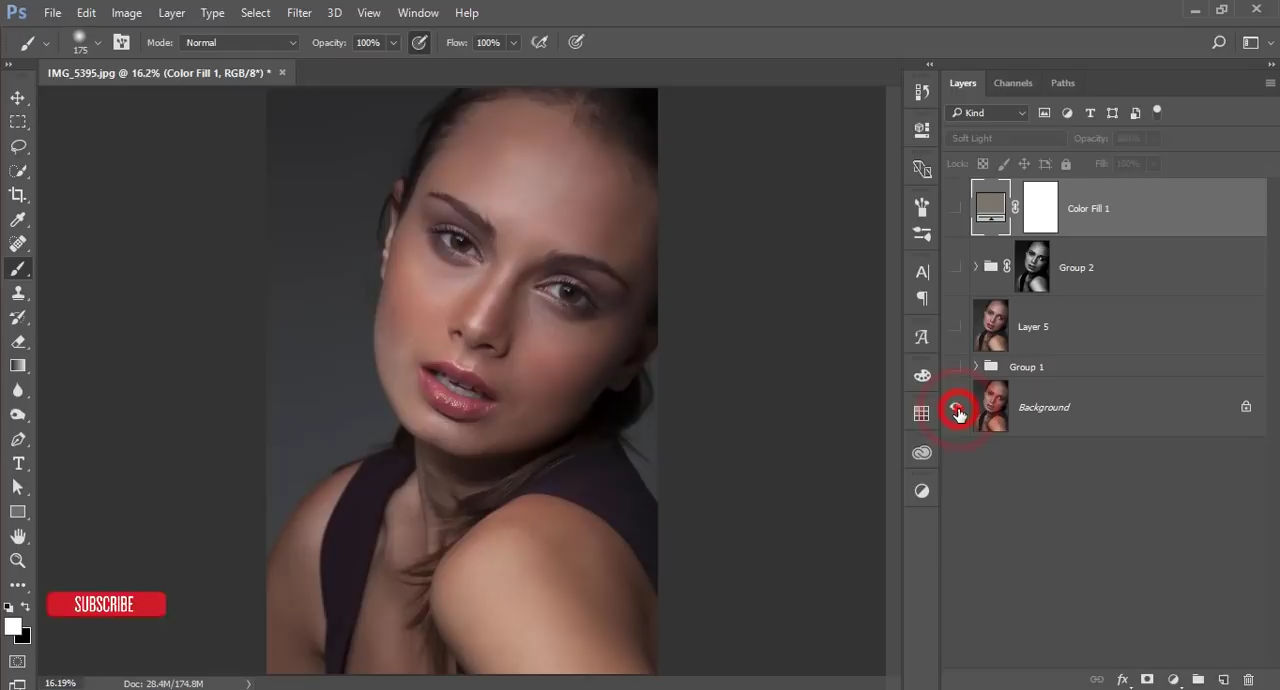 Ps File Edit Image Layer Type Select Filter 3D View Window Help
175 Mode: Normal Opacity: 100% Flow: 100%
IMG_5395.jpg @ 16.2% (Color Fill 1, RGB/8*) *
Layers Channels Paths
Kind
Soft Light Opacity:
Lock: Fill: 100%
Color Fill 1
Group 2
Layer 5
Group 1
Background
SUBSCRIBE
16.19% Doc: 28.4M/174.8M